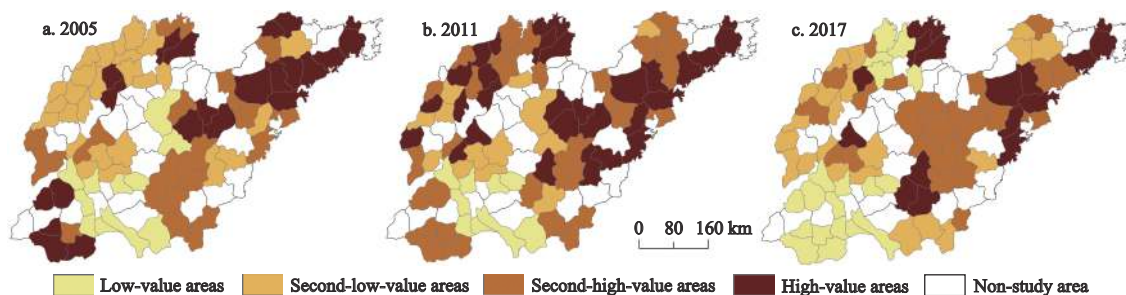 a. 2005
b. 2011
c. 2017
0 80 160 km
Low-value areas Second-low-value areas Second-high-value areas High-value areas Non-study area